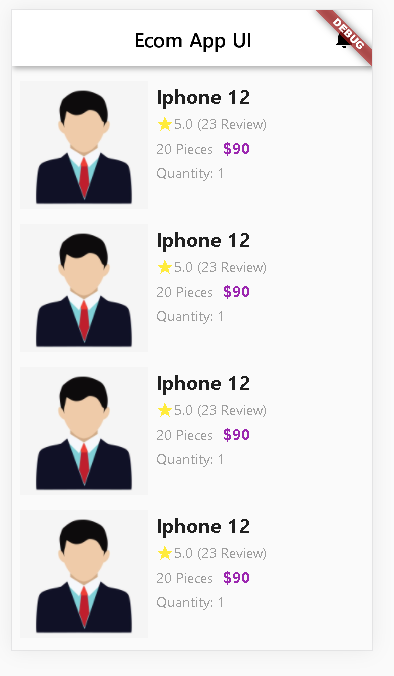 Ecom App UI
DEBUG
Iphone 12
5.0 (23 Review)
20 Pieces $90
Quantity: 1
Iphone 12
5.0 (23 Review)
20 Pieces $90
Quantity: 1
Iphone 12
5.0 (23 Review)
20 Pieces $90
Quantity: 1
Iphone 12
5.0 (23 Review)
20 Pieces $90
Quantity: 1